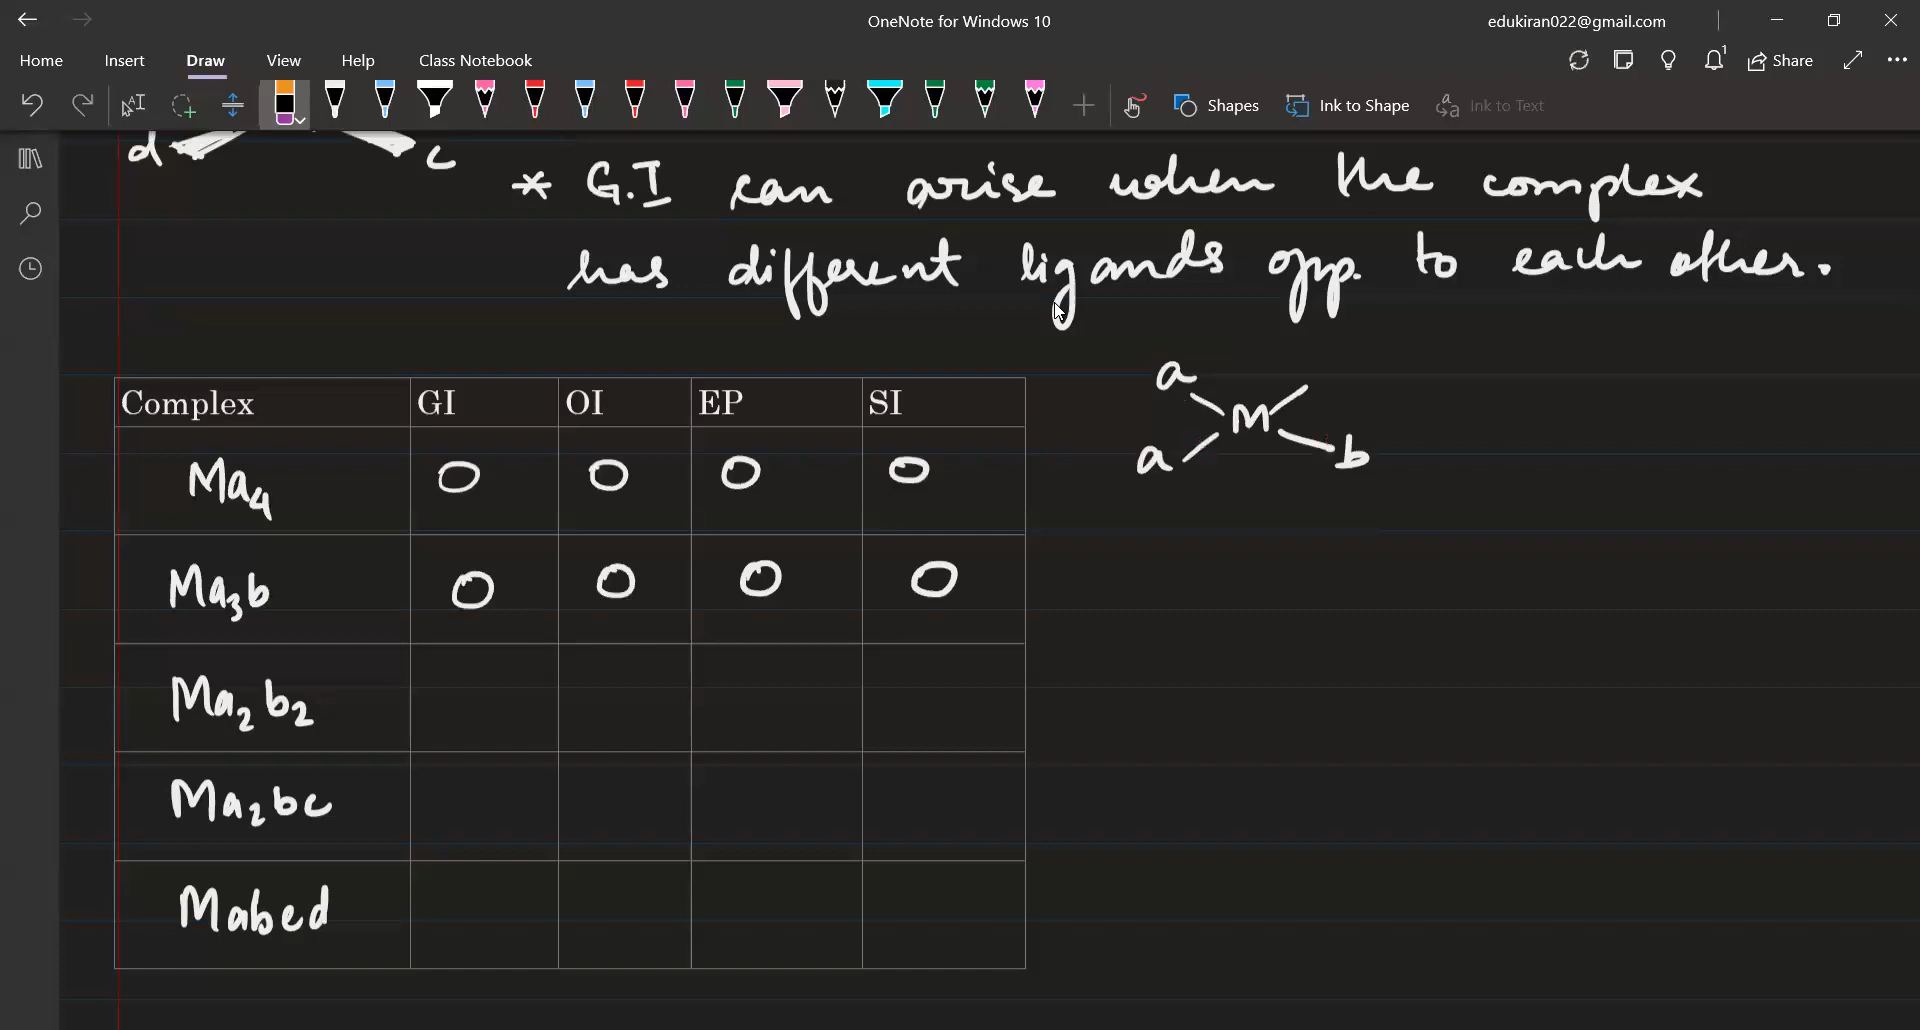 OneNote for Windows 10
edukiran022@gmail.com
Home Insert Draw View Help Class Notebook
1
Share
Shapes Ink to Shape Ink to Text
d c
* G.I can arise when the complex
has different ligands opp. to each other.
Complex GI OI EP SI
Ma4 0 0 0 0
Ma3b 0 0 0 0
Ma2b2
Ma2bc
Mabcd
a
M
a b